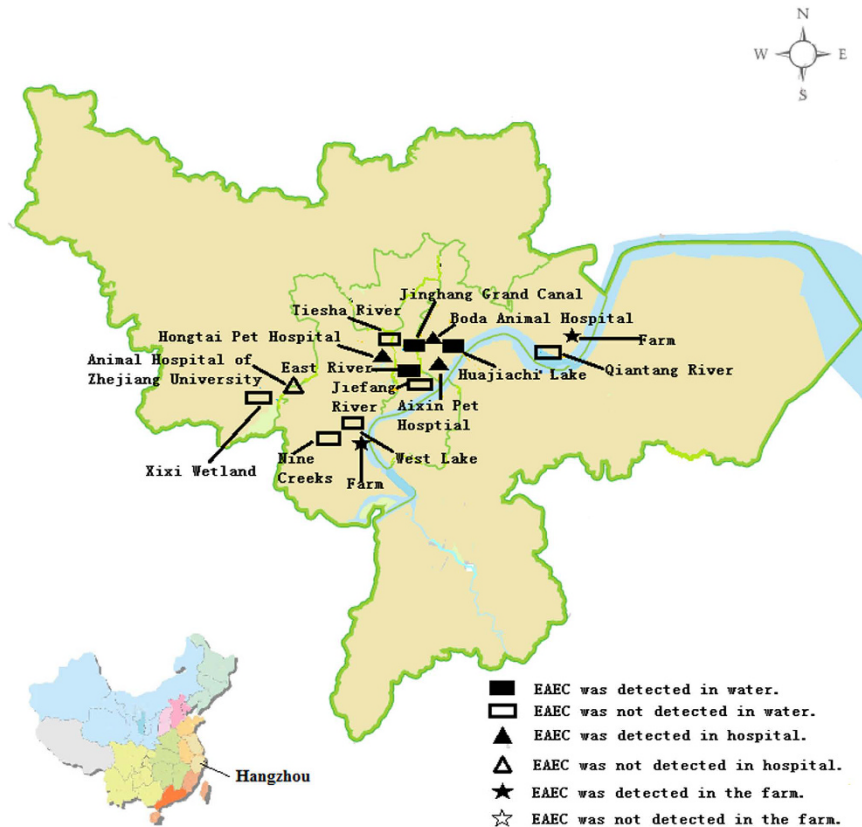 N
W E
S
Jinghang Grand Canal
Tiesha River
Boda Animal Hospital
Hongtai Pet Hospital
Farm
Animal Hospital of
Zhejiang University
East River
Huajiachi Lake
Qiantang River
Jiefang
River
Aixin Pet
Hosptial
Xixi Wetland
Nine
Creeks
West Lake
Farm
Hangzhou
EAEC was detected in water.
EAEC was not detected in water.
EAEC was detected in hospital.
EAEC was not detected in hospital.
EAEC was detected in the farm.
EAEC was not detected in the farm.